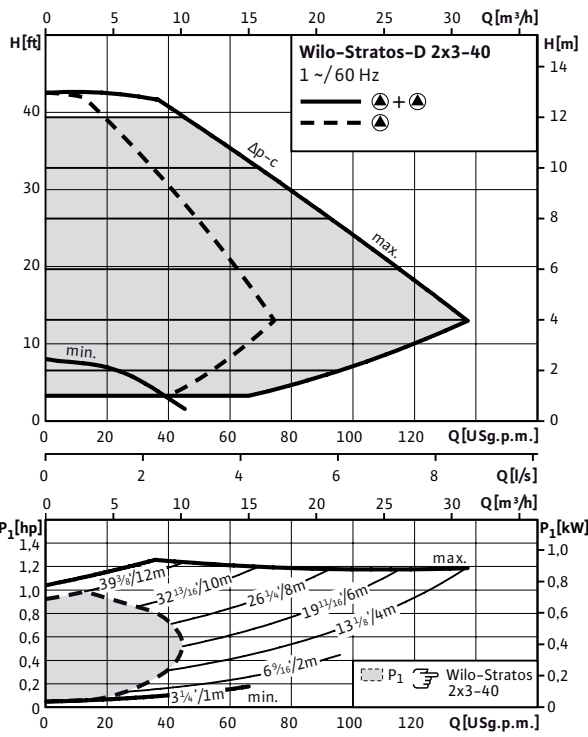 0 5 10 15 20 25 30 Q[m³/h]
H[ft] H[m]
Wilo-Stratos-D 2x3-40
1 ~/60 Hz
+
Δp-c
max.
min.
40
30
20
10
0
14
12
10
8
6
4
2
0
0 20 40 60 80 100 120 Q[USg.p.m.]
0 2 4 6 8 Q[l/s]
0 5 10 15 20 25 30 Q[m³/h]
P₁[hp] P₁[kW]
1,4
1,2
1,0
0,8
0,6
0,4
0,2
0
1,0
0,8
0,6
0,4
0,2
0
max.
39³⁄₈'/12m
32¹³⁄₁₆'/10m
26¹⁄₄'/8m
19¹¹⁄₁₆'/6m
13¹⁄₈'/4m
6⁹⁄₁₆'/2m
3¹⁄₄'/1m
min.
P₁ Wilo-Stratos
2x3-40
0 20 40 60 80 100 120 Q[USg.p.m.]